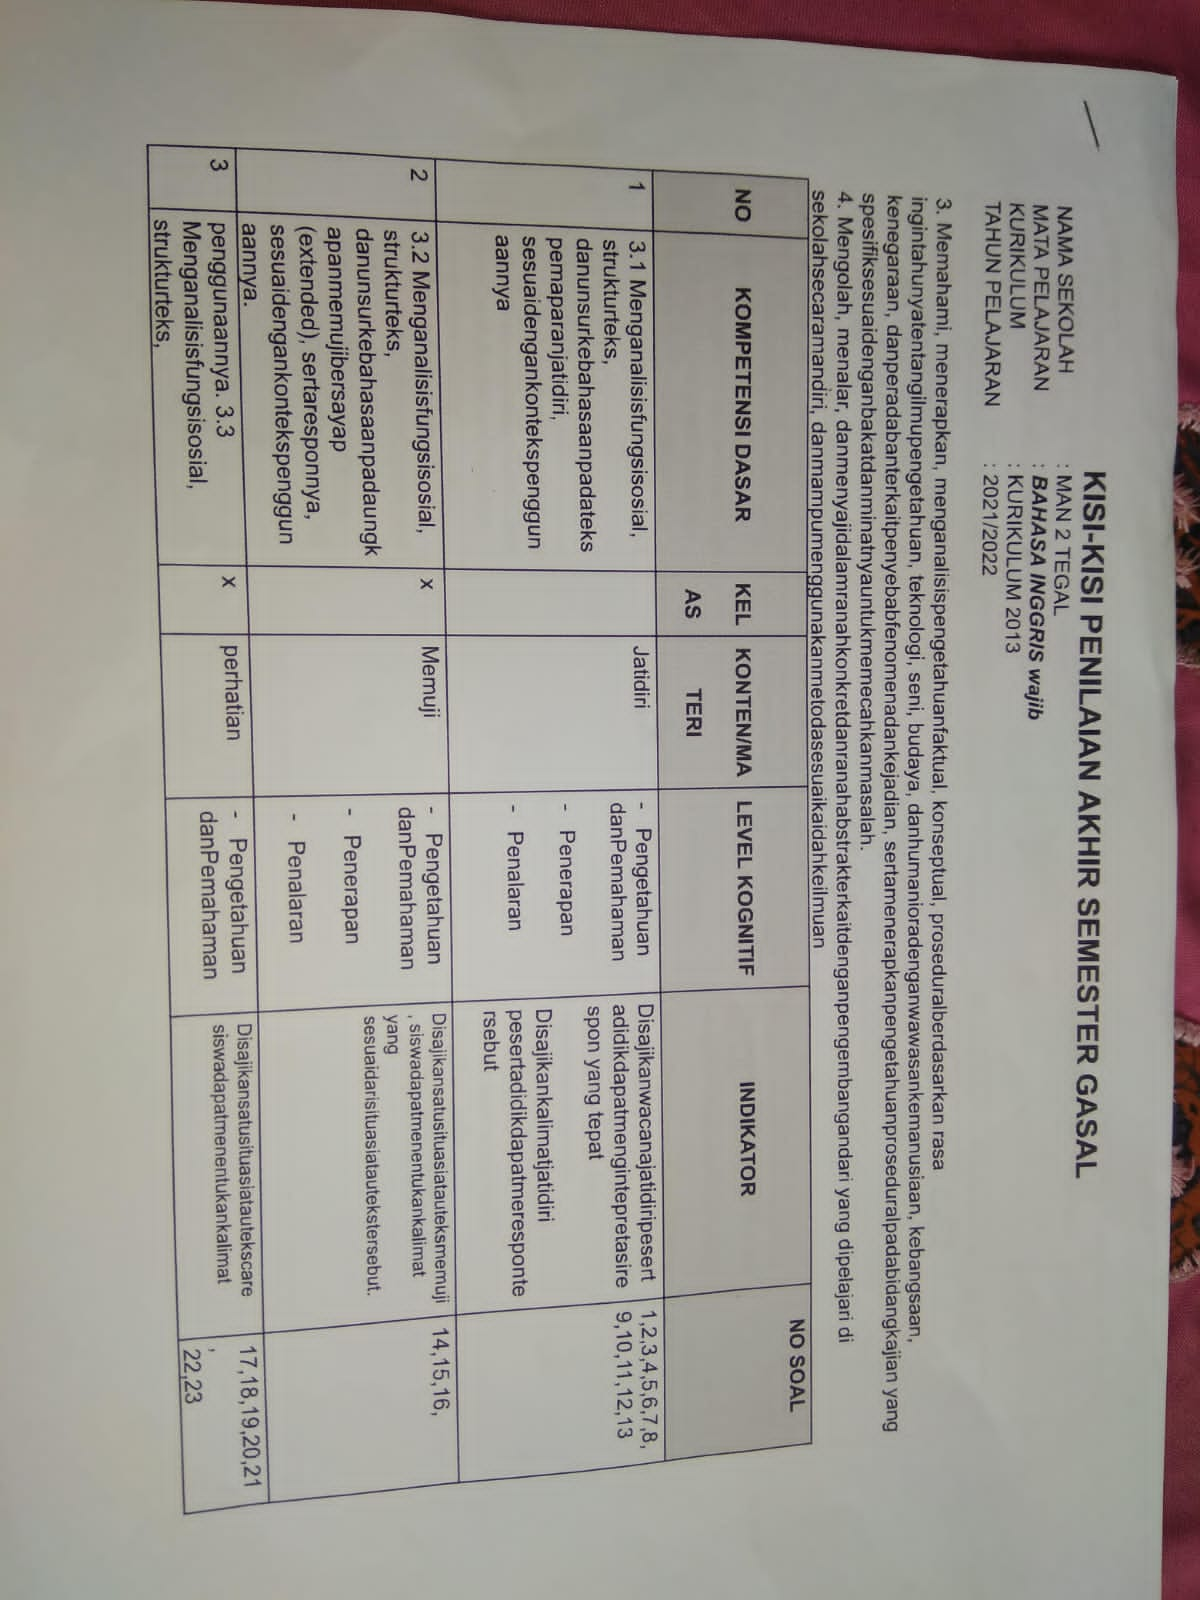 KISI-KISI PENILAIAN AKHIR SEMESTER GASAL
NAMA SEKOLAH : MAN 2 TEGAL
MATA PELAJARAN : BAHASA INGGRIS wajib
KURIKULUM : KURIKULUM 2013
TAHUN PELAJARAN : 2021/2022
3. Memahami, menerapkan, menganalisispengetahuanfaktual, konseptual, proseduralberdasarkan rasa
ingintahunyatentangilmupengetahuan, teknologi, seni, budaya, danhumanioradenganwawasankemanusiaan, kebangsaan,
kenegaraan, danperadabanterkaitpenyebabfenomenadankejadian, sertamenerapkanpengetahuanproseduralpadabidangkajian yang
spesifiksesuaidenganbakatdanminatnyauntukmemecahkanmasalah.
4. Mengolah, menalar, danmenyajidalamranahkonkretdanranahabstrakterkaitdenganpengembangandari yang dipelajari di
sekolahsecaramandiri, danmampumenggunakanmetodasesuaikaidahkeilmuan
NO
KOMPETENSI DASAR
KEL
AS
KONTEN/MA
TERI
LEVEL KOGNITIF
INDIKATOR
NO SOAL
1
3.1 Menganalisisfungsisosial,
strukturteks,
danunsurkebahasaanpadateks
pemaparanjatidiri,
sesuaidengankontekspenggun
aannya
Jatidiri
- Pengetahuan
danPemahaman
- Penerapan
- Penalaran
Disajikanwacanajatidiripesert
adidikdapatmengintepretasire
spon yang tepat
Disajikankalimatjatidiri
pesertadidikdapatmeresponte
rsebut
1,2,3,4,5,6,7,8,
9,10,11,12,13
2
3.2 Menganalisisfungsisosial,
strukturteks,
danunsurkebahasaanpadaungk
apanmemujibersayap
(extended), sertaresponnya,
sesuaidengankontekspenggun
aannya.
x
Memuji
- Pengetahuan
danPemahaman
- Penerapan
- Penalaran
Disajikansatusituasiatauteksmemuji
, siswadapatmenentukankalimat
yang
sesuaidarisituasiatautekstersebut.
14,15,16,
3
penggunaannya. 3.3
Menganalisisfungsisosial,
strukturteks,
x
perhatian
- Pengetahuan
danPemahaman
Disajikansatusituasiatautekscare
siswadapatmenentukankalimat
17,18,19,20,21
,
22,23